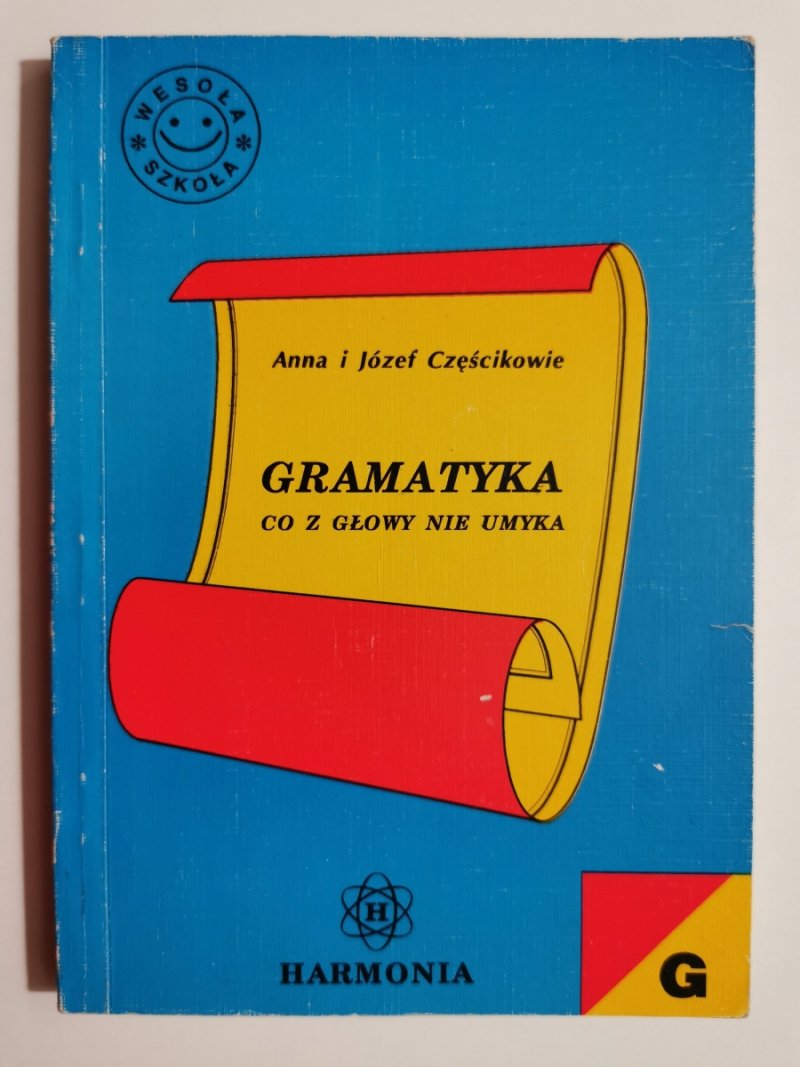 * WESOŁA *
SZKOŁA
Anna i Józef Częścikowie
GRAMATYKA
CO Z GŁOWY NIE UMYKA
H
HARMONIA
G